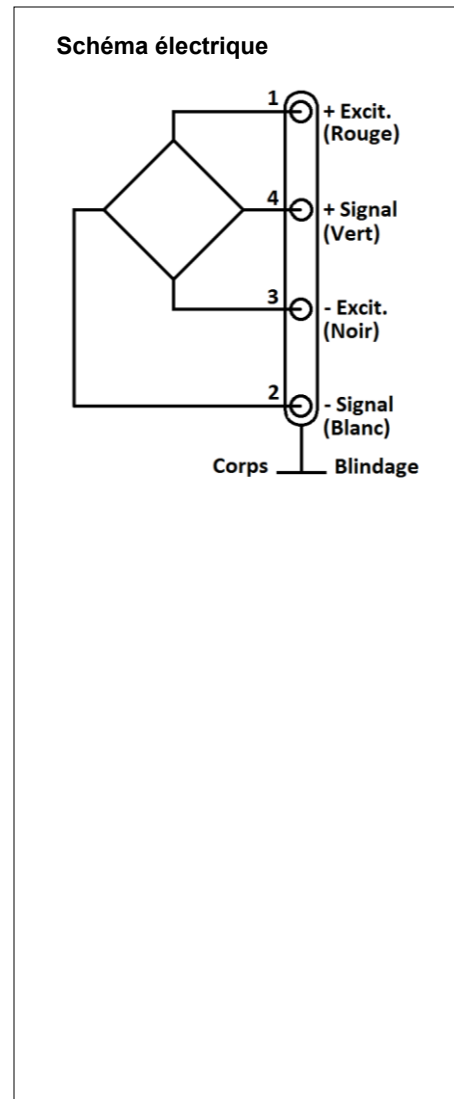 Schéma électrique
1
+ Excit.
(Rouge)
4
+ Signal
(Vert)
3
- Excit.
(Noir)
2
- Signal
(Blanc)
Corps
Blindage